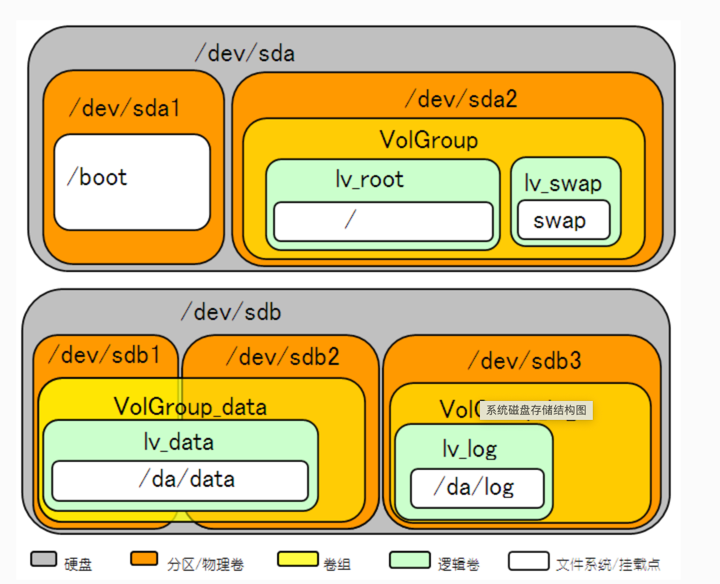 /dev/sda
/dev/sda1
/dev/sda2
VolGroup
/boot
lv_root
lv_swap
/
swap
/dev/sdb
/dev/sdb1
/dev/sdb2
/dev/sdb3
VolGroup_data
系统磁盘存储结构图
lv_data
lv_log
/da/data
/da/log
硬盘
分区/物理卷
卷组
逻辑卷
文件系统/挂载点